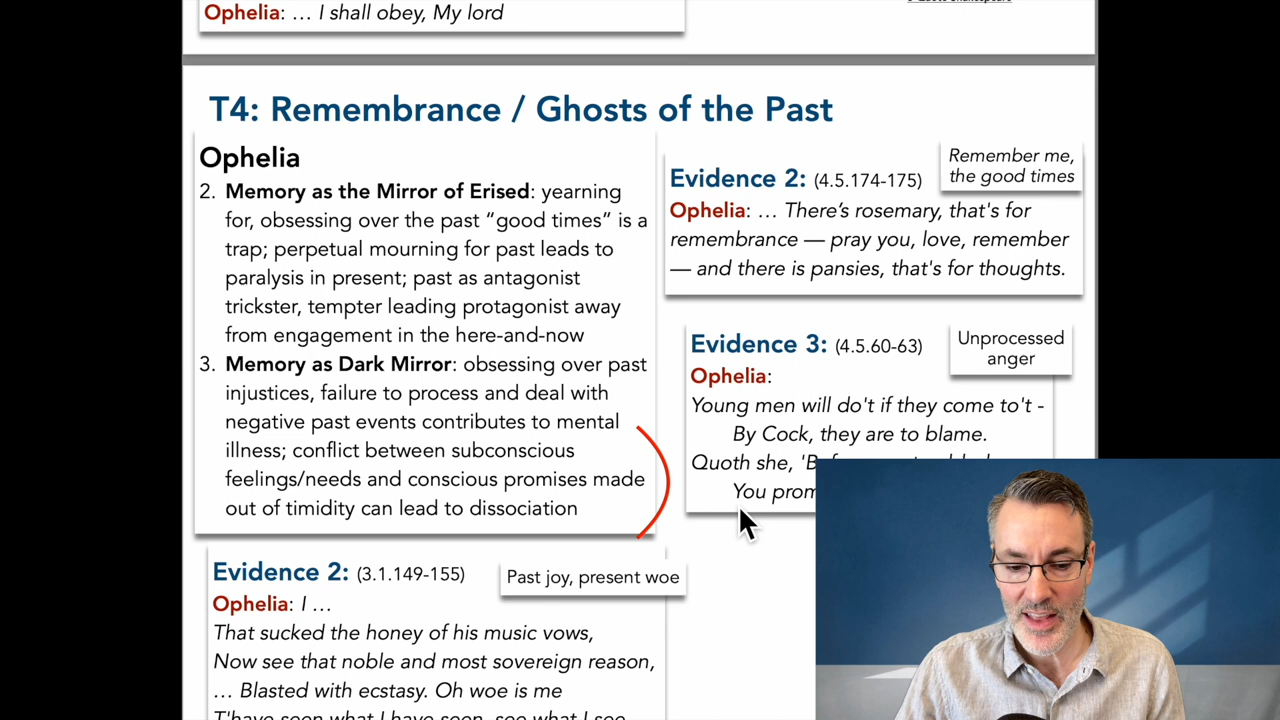 Ophelia: … I shall obey, My lord
T4: Remembrance / Ghosts of the Past
Ophelia
2. Memory as the Mirror of Erised: yearning
for, obsessing over the past “good times” is a
trap; perpetual mourning for past leads to
paralysis in present; past as antagonist
trickster, tempter leading protagonist away
from engagement in the here-and-now
3. Memory as Dark Mirror: obsessing over past
injustices, failure to process and deal with
negative past events contributes to mental
illness; conflict between subconscious
feelings/needs and conscious promises made
out of timidity can lead to dissociation
Evidence 2: (3.1.149-155)
Past joy, present woe
Ophelia: I …
That sucked the honey of his music vows,
Now see that noble and most sovereign reason,
… Blasted with ecstasy. Oh woe is me
T'have seen what I have seen, see what I see
Remember me,
the good times
Evidence 2: (4.5.174-175)
Ophelia: … There’s rosemary, that's for
remembrance — pray you, love, remember
— and there is pansies, that's for thoughts.
Evidence 3: (4.5.60-63)
Unprocessed
anger
Ophelia:
Young men will do't if they come to't -
By Cock, they are to blame.
Quoth she,
You